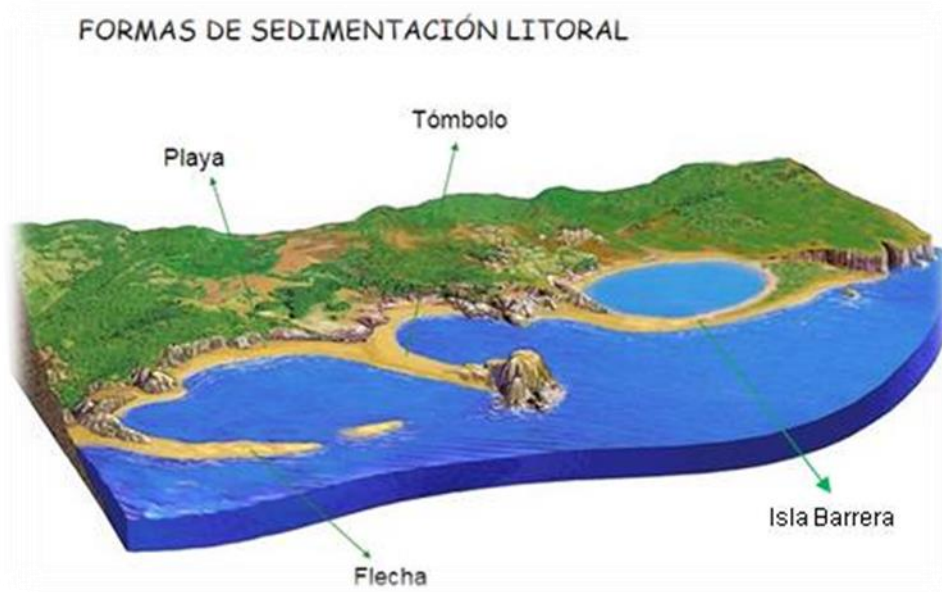 FORMAS DE SEDIMENTACIÓN LITORAL
Tómbolo
Playa
Isla Barrera
Flecha